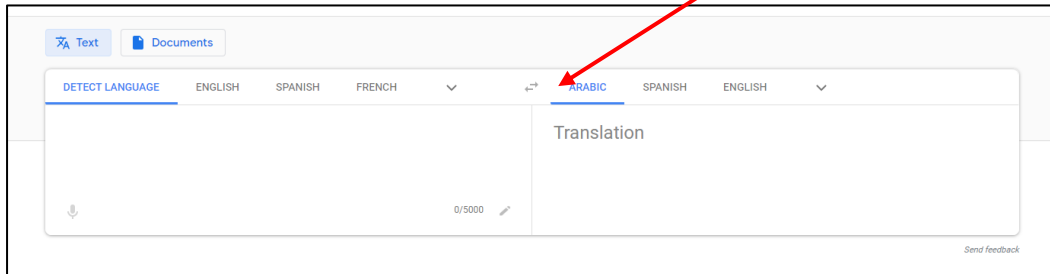 Text Documents
DETECT LANGUAGE ENGLISH SPANISH FRENCH ARABIC SPANISH ENGLISH
Translation
0/5000
Send feedback